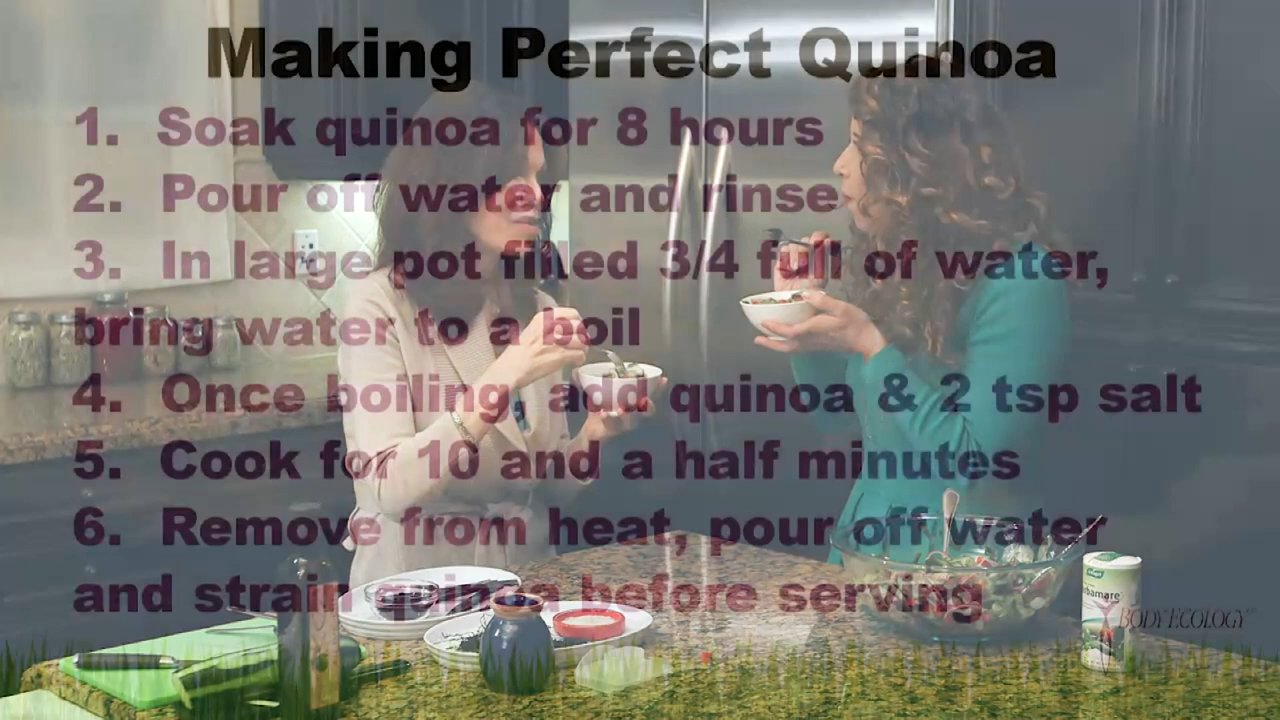 Making Perfect Quinoa
1. Soak quinoa for 8 hours
2. Pour off water and rinse
3. In large pot filled 3/4 full of water,
bring water to a boil
4. Once boiling, add quinoa & 2 tsp salt
5. Cook for 10 and a half minutes
6. Remove from heat, pour off water
and strain quinoa before serving
BODY ECOLOGY